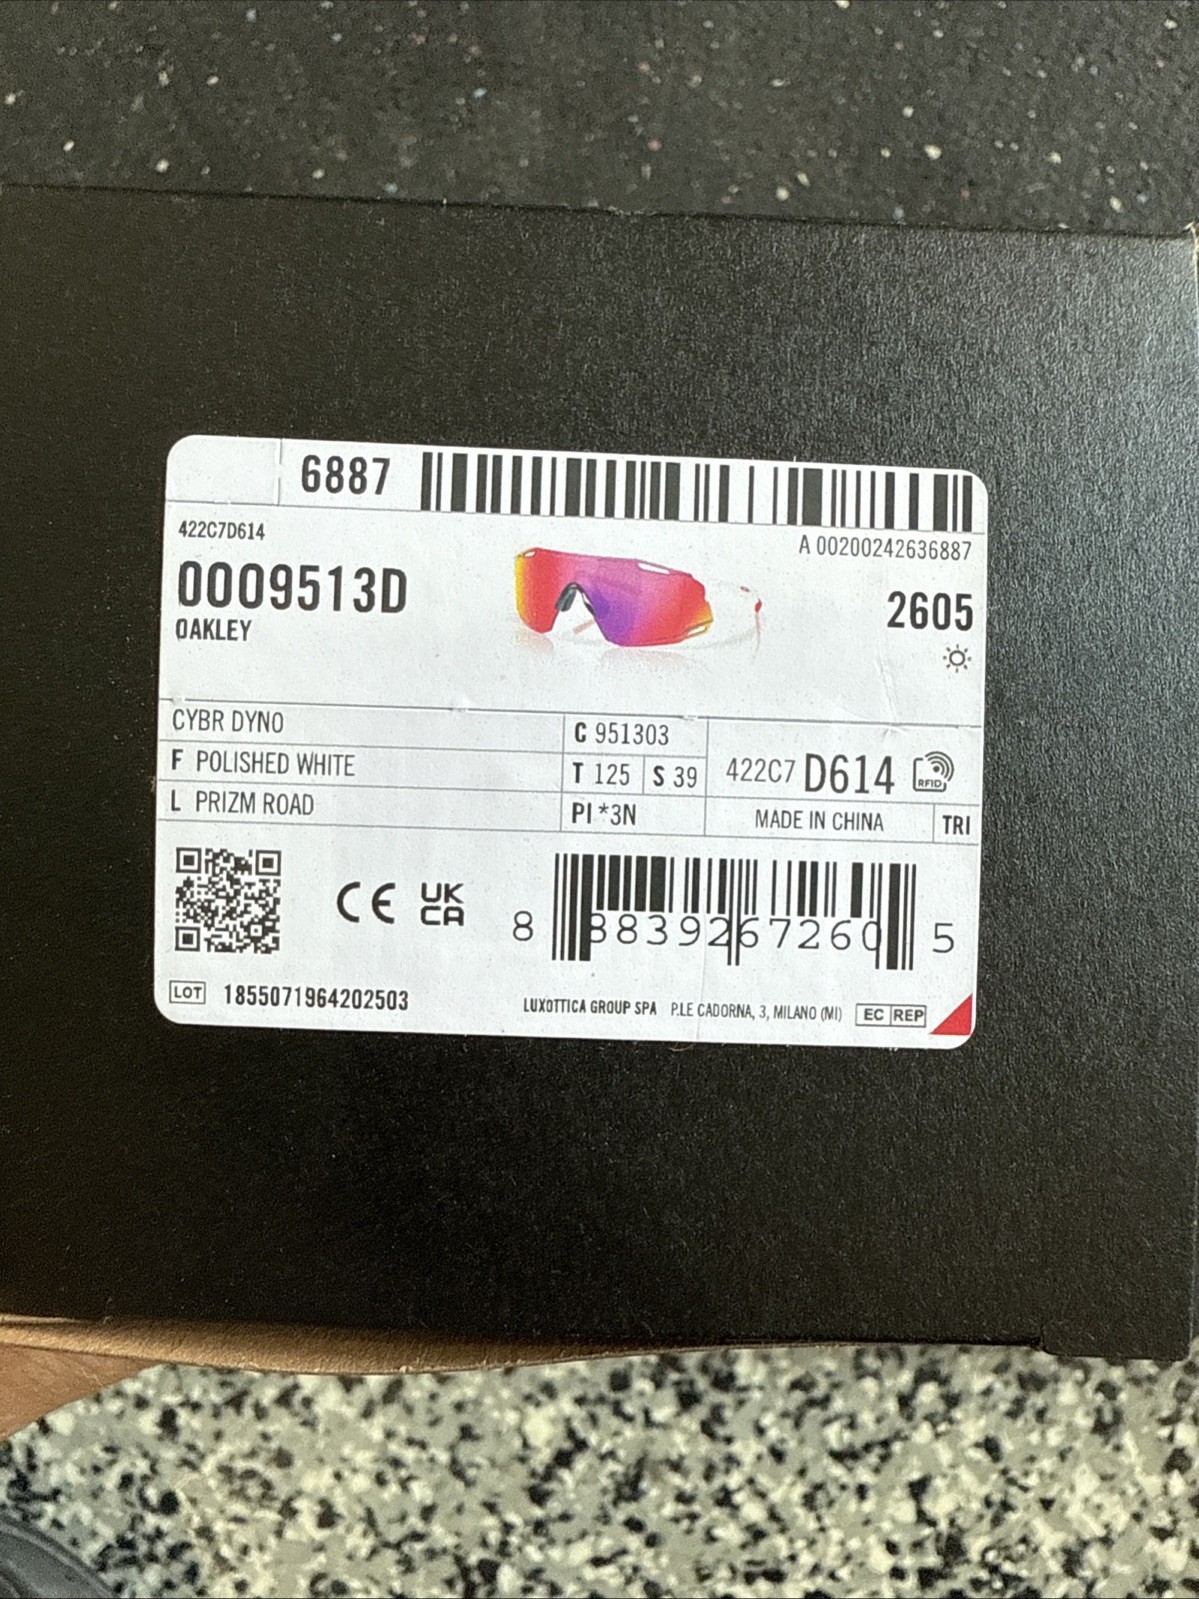 6887
422C7D614
A 00200242636887
0009513D
2605
OAKLEY
CYBR DYNO
C 951303
F POLISHED WHITE
T 125 S 39
422C7 D614
RFID
L PRIZM ROAD
PI *3N
MADE IN CHINA
TRI
CE UK CA
8 883926 72607 5
LOT 1855071964202503
LUXOTTICA GROUP SPA P.LE CADORNA, 3, MILANO (MI) EC REP